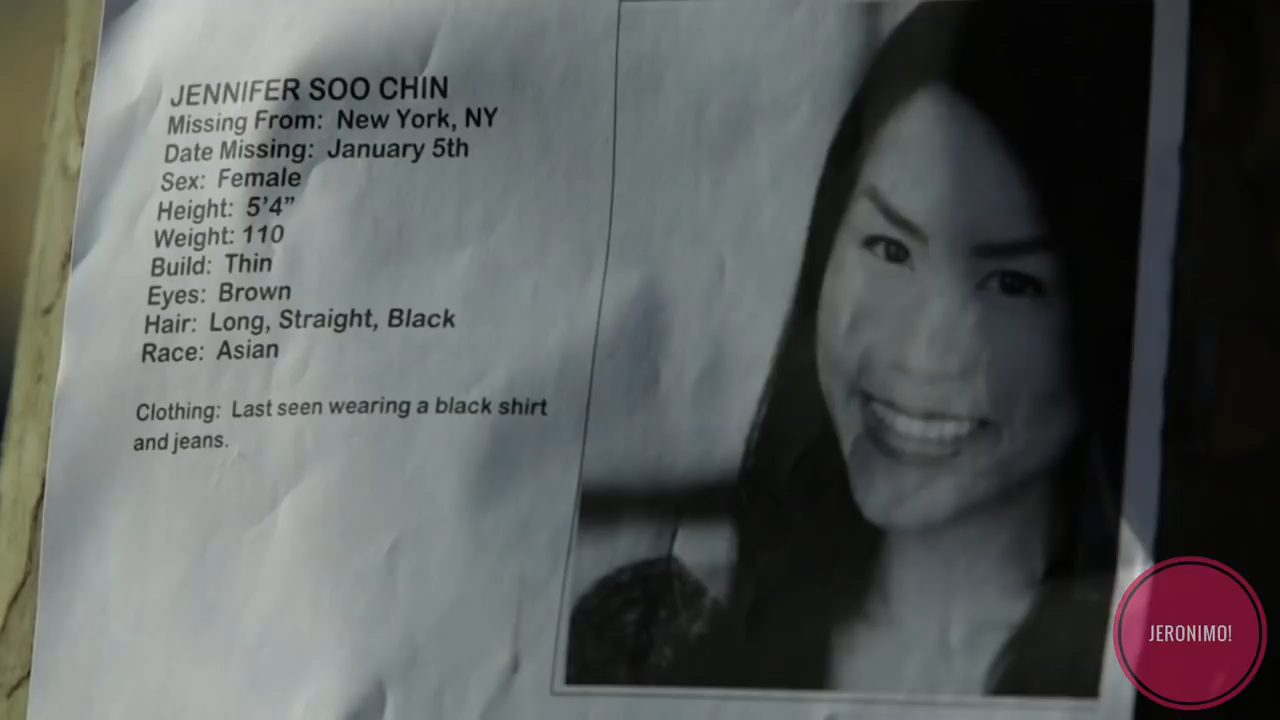 JENNIFER SOO CHIN
Missing From: New York, NY
Date Missing: January 5th
Sex: Female
Height: 5'4"
Weight: 110
Build: Thin
Eyes: Brown
Hair: Long, Straight, Black
Race: Asian
Clothing: Last seen wearing a black shirt
and jeans.
JERONIMO!